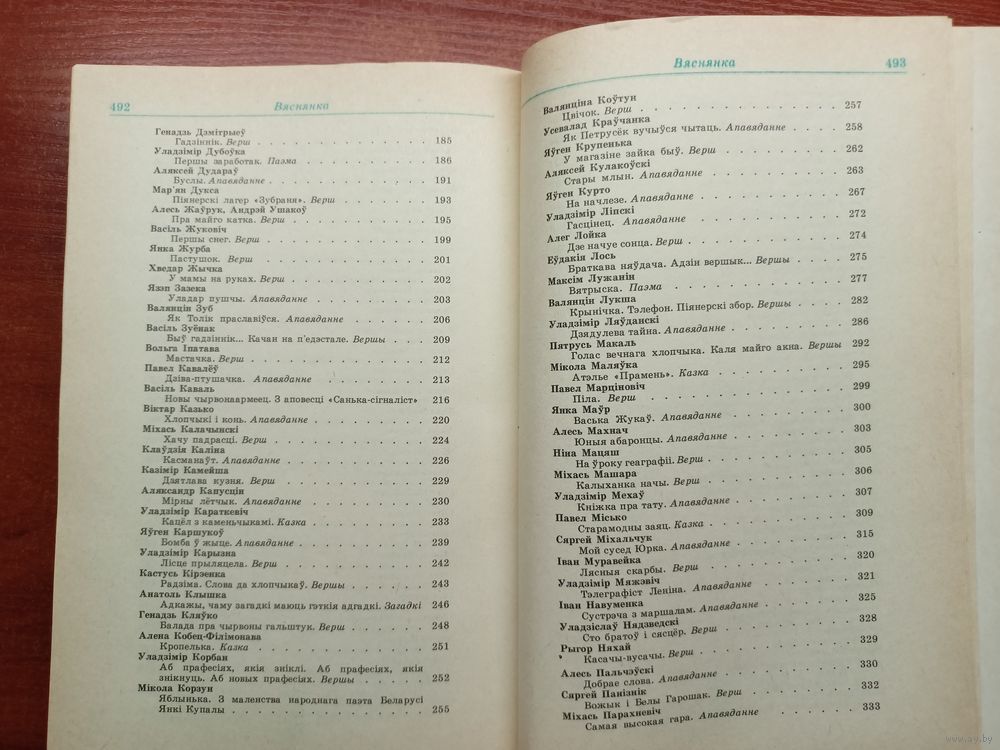 492 Вяснянка
Генадзь Дзмітрыеў
Гадзіннік. Верш . . . . . . . . . . . . . . 185
Уладзімір Дубоўка
Першы заработак. Паэма . . . . . . . . . . 186
Аляксей Дудараў
Буслы. Апавяданне . . . . . . . . . . . . 191
Мар'ян Дукса
Піянерскі лагер «Зубраня». Верш . . . . . . . 193
Алесь Жаўрук, Андрэй Ушакоў
Пра майго катка. Верш . . . . . . . . . . . 195
Васіль Жуковіч
Першы снег. Верш . . . . . . . . . . . . . 199
Янка Журба
Пастушок. Верш . . . . . . . . . . . . . 201
Хведар Жычка
У мамы на руках. Верш . . . . . . . . . . . 202
Язэп Зазека
Уладар пушчы. Апавяданне . . . . . . . . . 203
Валянцін Зуб
Як Толік праславіўся. Апавяданне . . . . . . . 206
Васіль Зуёнак
Быў гадзіннік... Качан на п'едэстале. Вершы . . . 209
Вольга Іпатава
Мастачка. Верш . . . . . . . . . . . . . 212
Павел Кавалёў
Дзіва-птушачка. Апавяданне . . . . . . . . . 213
Васіль Каваль
Новы чырвонаармеец. З аповесці «Санька-сігналіст» 216
Віктар Казько
Хлопчыкі і конь. Апавяданне . . . . . . . . . 220
Міхась Калачынскі
Хачу падрасці. Верш . . . . . . . . . . . . 224
Клаўдзія Каліна
Касманаўт. Апавяданне . . . . . . . . . . . 226
Казімір Камейша
Дзятлава кузня. Верш . . . . . . . . . . . 229
Аляксандр Капусцін
Мірны лётчык. Апавяданне . . . . . . . . . 230
Уладзімір Караткевіч
Кацёл з каменьчыкамі. Казка . . . . . . . . . 233
Яўген Каршукоў
Бомба ў жыце. Апавяданне . . . . . . . . . . 239
Уладзімір Карызна
Лісце прыляцела. Верш . . . . . . . . . . . 242
Кастусь Кірэенка
Радзіма. Слова да хлопчыкаў. Вершы . . . . . . 243
Анатоль Клышка
Адкажы, чаму загадкі маюць гэткія адгадкі. Загадкі 246
Генадзь Кляўко
Балада пра чырвоны гальштук. Верш . . . . . . 248
Алена Кобец-Філімонава
Кропелька. Казка . . . . . . . . . . . . . 251
Уладзімір Корбан
Аб прафесіях, якія зніклі. Аб прафесіях, якія
знікнуць. Аб новых прафесіях. Вершы . . . . . 252
Мікола Корзун
Яблынька. З маленства народнага паэта Беларусі
Янкі Купалы . . . . . . . . . . . . . . 255
Вяснянка 493
Валянціна Коўтун
Цвічок. Верш . . . . . . . . . . . . . . 257
Усевалад Краўчанка
Як Петрусёк вучыўся чытаць. Апавяданне . . . . 258
Яўген Крупенька
У магазіне зайка быў. Верш . . . . . . . . . 262
Аляксей Кулакоўскі
Стары млын. Апавяданне . . . . . . . . . . 263
Яўген Курто
На начлезе. Апавяданне . . . . . . . . . . . 267
Уладзімір Ліпскі
Гасцінец. Апавяданне . . . . . . . . . . . 272
Алег Лойка
Дзе начуе сонца. Верш . . . . . . . . . . . 274
Еўдакія Лось
Браткава няўдача. Адзін вершык... Вершы . . . . 275
Максім Лужанін
Вятрыска. Паэма . . . . . . . . . . . . . 277
Валянцін Лукша
Крынічка. Тэлефон. Піянерскі збор. Вершы . . . . 282
Уладзімір Ляўданскі
Дзядулева тайна. Апавяданне . . . . . . . . . 286
Пятрусь Макаль
Голас вечнага хлопчыка. Каля майго акна. Вершы 292
Мікола Маляўка
Атэлье «Прамень». Казка . . . . . . . . . . 295
Павел Марціновіч
Піла. Верш . . . . . . . . . . . . . . . 299
Янка Маўр
Васька Жукаў. Апавяданне . . . . . . . . . . 300
Алесь Махнач
Юныя абаронцы. Апавяданне . . . . . . . . . 303
Ніна Мацяш
На ўроку геаграфіі. Верш . . . . . . . . . . 305
Міхась Машара
Калыханка начы. Верш . . . . . . . . . . . 306
Уладзімір Мехаў
Кніжка пра тату. Апавяданне . . . . . . . . . 307
Павел Місько
Старамодны заяц. Казка . . . . . . . . . . . 309
Сяргей Міхальчук
Мой сусед Юрка. Апавяданне . . . . . . . . . 315
Іван Муравейка
Лясныя скарбы. Верш . . . . . . . . . . . 320
Уладзімір Мяжэвіч
Тэлеграфіст Леніна. Апавяданне . . . . . . . . 321
Іван Навуменка
Сустрэча з маршалам. Апавяданне . . . . . . . 325
Уладзіслаў Нядзведскі
Сто братоў і сясцёр. Верш . . . . . . . . . . 328
Рыгор Няхай
Касачы-вусачы. Верш . . . . . . . . . . . 329
Алесь Пальчэўскі
Добрае слова. Апавяданне . . . . . . . . . . 330
Сяргей Панізнік
Вожык і Белы Гарошак. Верш . . . . . . . . . 332
Міхась Парахневіч
Самая высокая гара. Апавяданне . . . . . . . . 333
www.ay.by